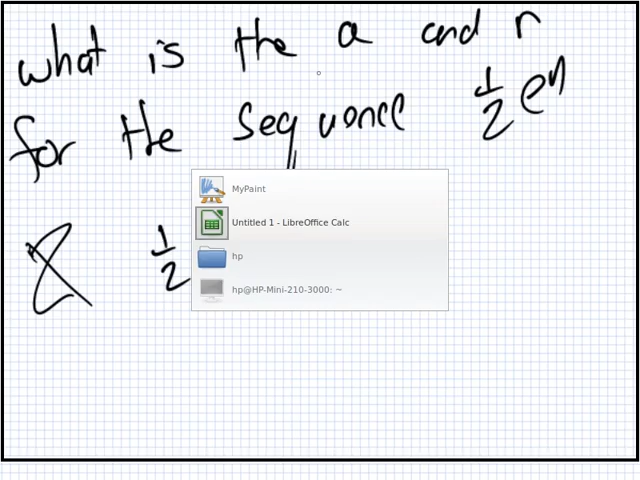 what is the a and r
for the sequence 1/2 en
MyPaint
Untitled 1 - LibreOffice Calc
hp
hp@HP-Mini-210-3000: ~
1/2